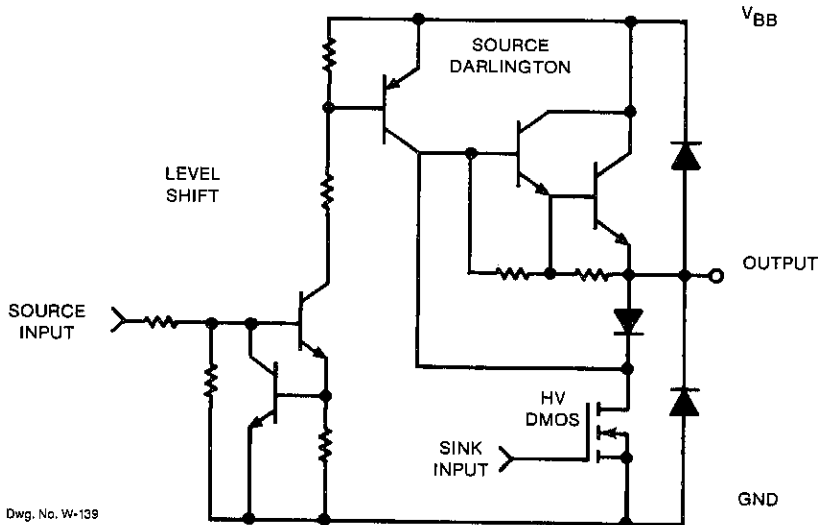 V_BB
SOURCE
DARLINGTON
LEVEL
SHIFT
OUTPUT
SOURCE
INPUT
HV
DMOS
SINK
INPUT
GND
Dwg. No. W-139